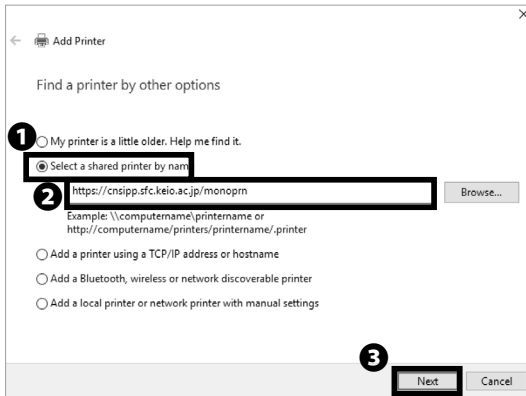 Add Printer
Find a printer by other options
❶
My printer is a little older. Help me find it.
Select a shared printer by nam
❷
https://cnsipp.sfc.keio.ac.jp/monoprn
Browse...
Example: \\computername\printername or
http://computername/printers/printername/.printer
Add a printer using a TCP/IP address or hostname
Add a Bluetooth, wireless or network discoverable printer
Add a local printer or network printer with manual settings
❸
Next
Cancel